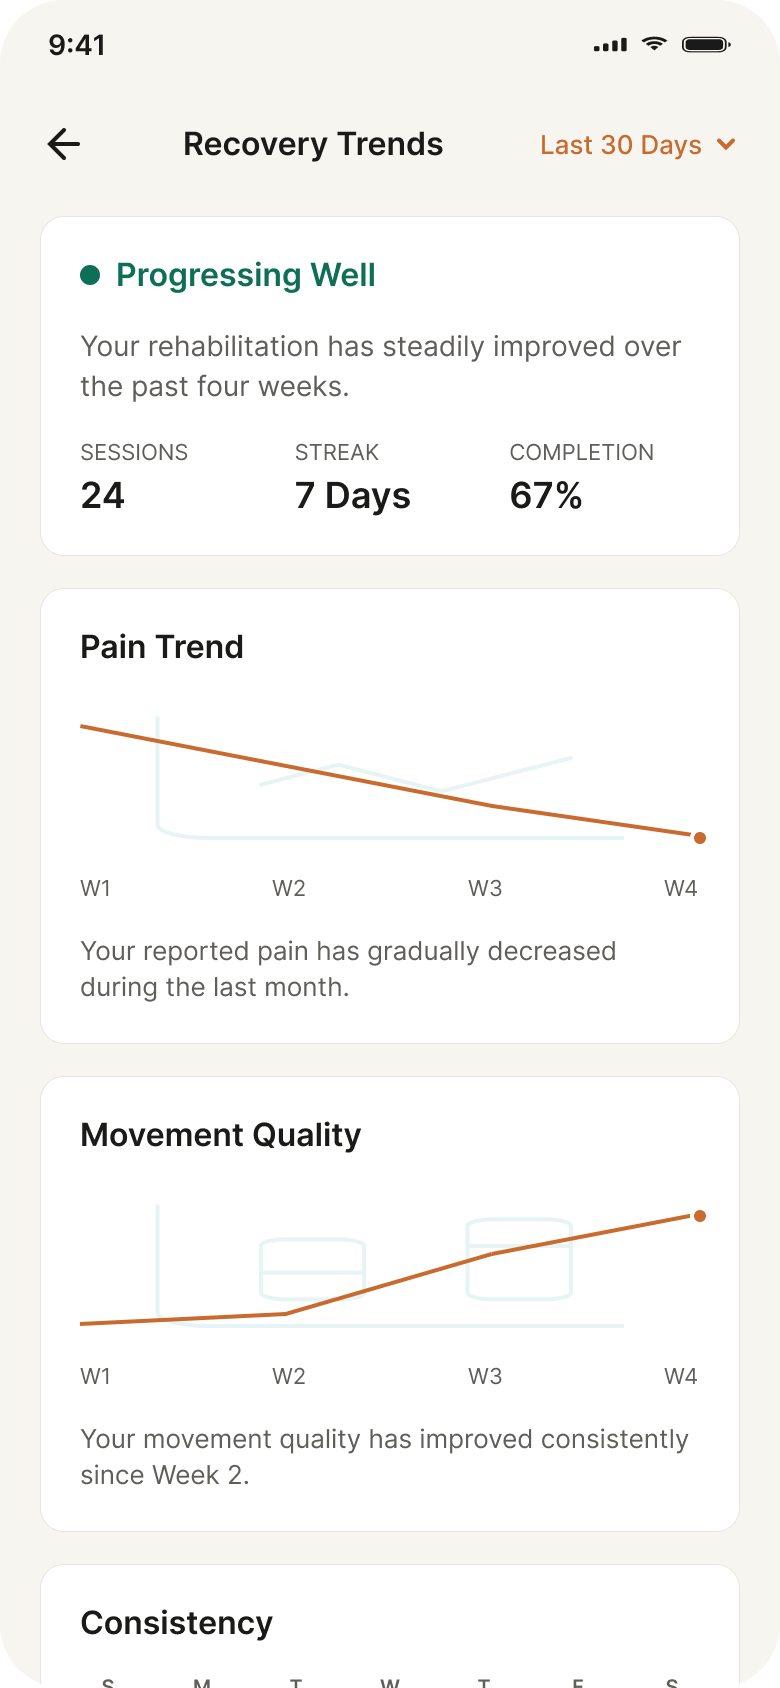 9:41
Recovery Trends
Last 30 Days
Progressing Well
Your rehabilitation has steadily improved over
the past four weeks.
SESSIONS STREAK COMPLETION
24 7 Days 67%
Pain Trend
W1 W2 W3 W4
Your reported pain has gradually decreased
during the last month.
Movement Quality
W1 W2 W3 W4
Your movement quality has improved consistently
since Week 2.
Consistency
S M T W T F S